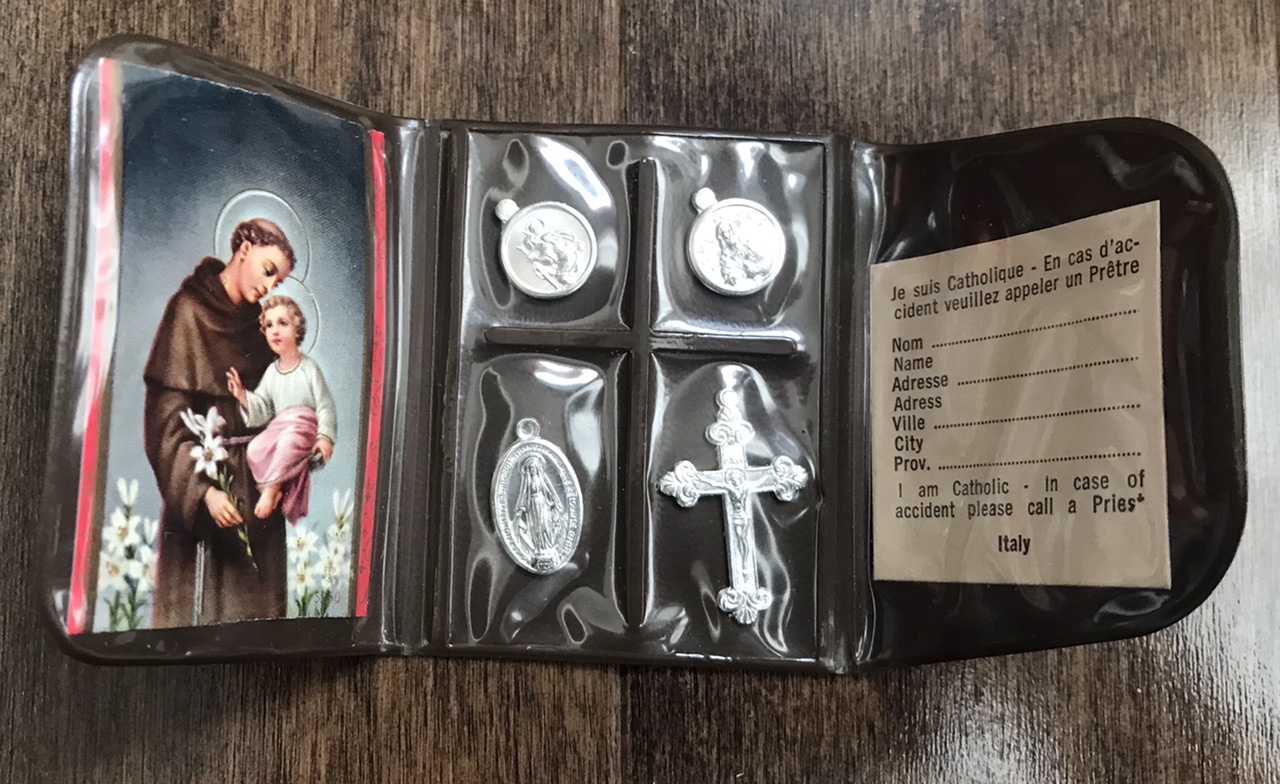 Je suis Catholique - En cas d'ac-
cident veuillez appeler un Prêtre
Nom ........................................
Name
Adresse ........................................
Adress
Ville ........................................
City
Prov. ........................................
I am Catholic - In case of
accident please call a Pries*
Italy